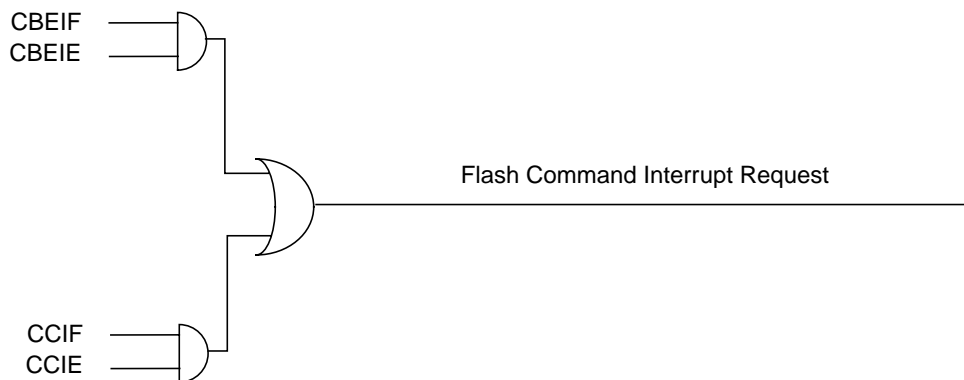 CBEIF
CBEIE
Flash Command Interrupt Request
CCIF
CCIE